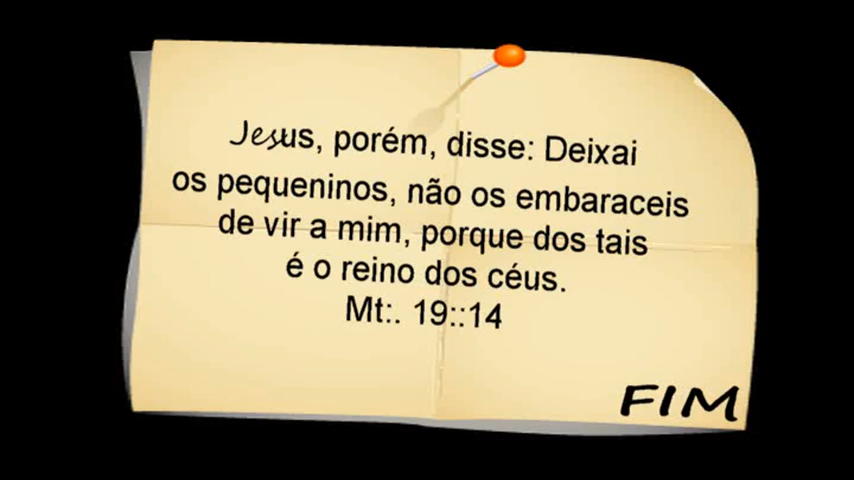 Jesus, porém, disse: Deixai
os pequeninos, não os embaraceis
de vir a mim, porque dos tais
é o reino dos céus.
Mt:. 19::14
FIM